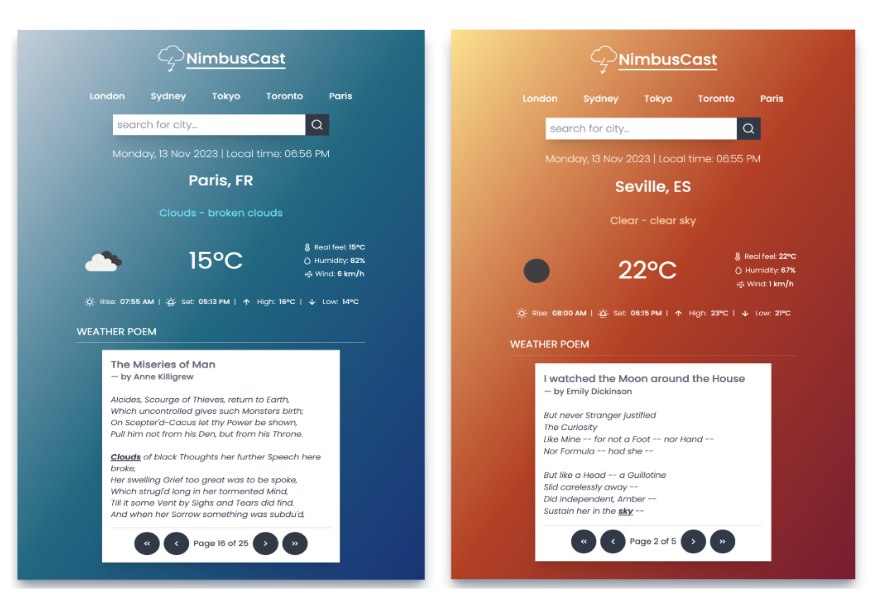 NimbusCast
London Sydney Tokyo Toronto Paris
search for city...
Monday, 13 Nov 2023 | Local time: 06:56 PM
Paris, FR
Clouds - broken clouds
15°C
Real feel: 15°C
Humidity: 82%
Wind: 6 km/h
Rise: 07:55 AM | Set: 05:13 PM | High: 16°C | Low: 14°C
WEATHER POEM
The Miseries of Man
— by Anne Killigrew
Alcides, Scourge of Thieves, return to Earth,
Which uncontrolled gives such Monsters birth;
On Scepter'd-Cacus let thy Power be shown,
Pull him not from his Den, but from his Throne.
Clouds of black Thoughts her further Speech here
broke,
Her swelling Grief too great was to be spoke,
Which strugl'd long in her tormented Mind,
Till it some Vent by Sighs and Tears did find.
And when her Sorrow something was subdu'd,
« ‹ Page 16 of 25 › »
NimbusCast
London Sydney Tokyo Toronto Paris
search for city...
Monday, 13 Nov 2023 | Local time: 06:55 PM
Seville, ES
Clear - clear sky
22°C
Real feel: 22°C
Humidity: 67%
Wind: 1 km/h
Rise: 08:00 AM | Set: 06:15 PM | High: 23°C | Low: 21°C
WEATHER POEM
I watched the Moon around the House
— by Emily Dickinson
But never Stranger justified
The Curiosity
Like Mine -- for not a Foot -- nor Hand --
Nor Formula -- had she --
But like a Head -- a Guillotine
Slid carelessly away --
Did independent, Amber --
Sustain her in the sky --
« ‹ Page 2 of 5 › »